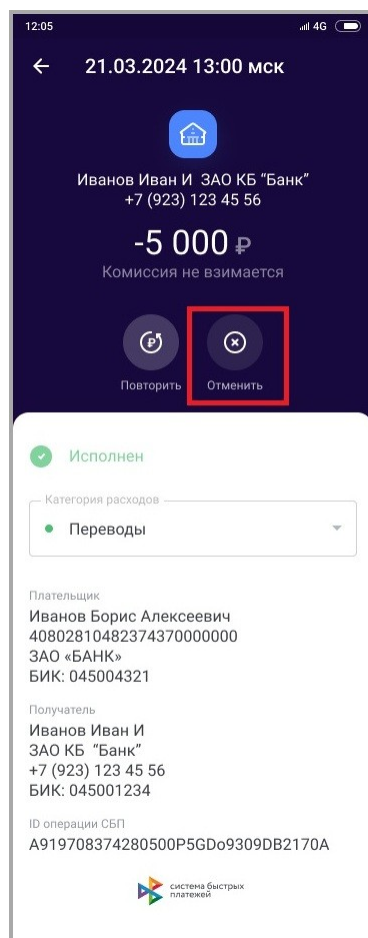 12:05
4G
21.03.2024 13:00 мск
Иванов Иван И ЗАО КБ “Банк”
+7 (923) 123 45 56
-5 000 ₽
Комиссия не взимается
Повторить Отменить
Исполнен
Категория расходов
Переводы
Плательщик
Иванов Борис Алексеевич
40802810482374370000000
ЗАО «БАНК»
БИК: 045004321
Получатель
Иванов Иван И
ЗАО КБ “Банк”
+7 (923) 123 45 56
БИК: 045001234
ID операции СБП
A919708374280500P5GDo9309DB2170A
система быстрых
платежей